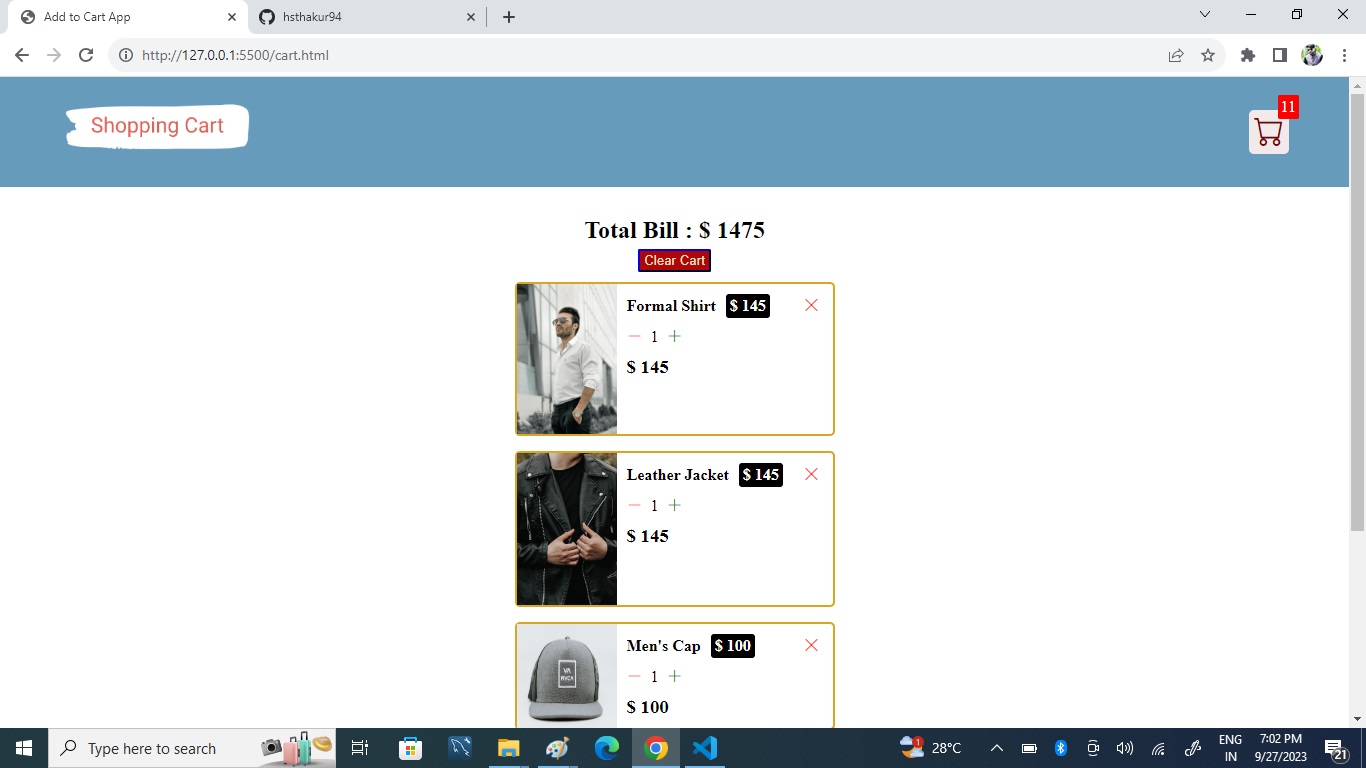 Add to Cart App
hsthakur94
http://127.0.0.1:5500/cart.html
Shopping Cart
11
Total Bill : $ 1475
Clear Cart
Formal Shirt $ 145
1
$ 145
Leather Jacket $ 145
1
$ 145
Men's Cap $ 100
VA
RVCA
1
$ 100
Type here to search
1
28°C
ENG
IN
7:02 PM
9/27/2023
21